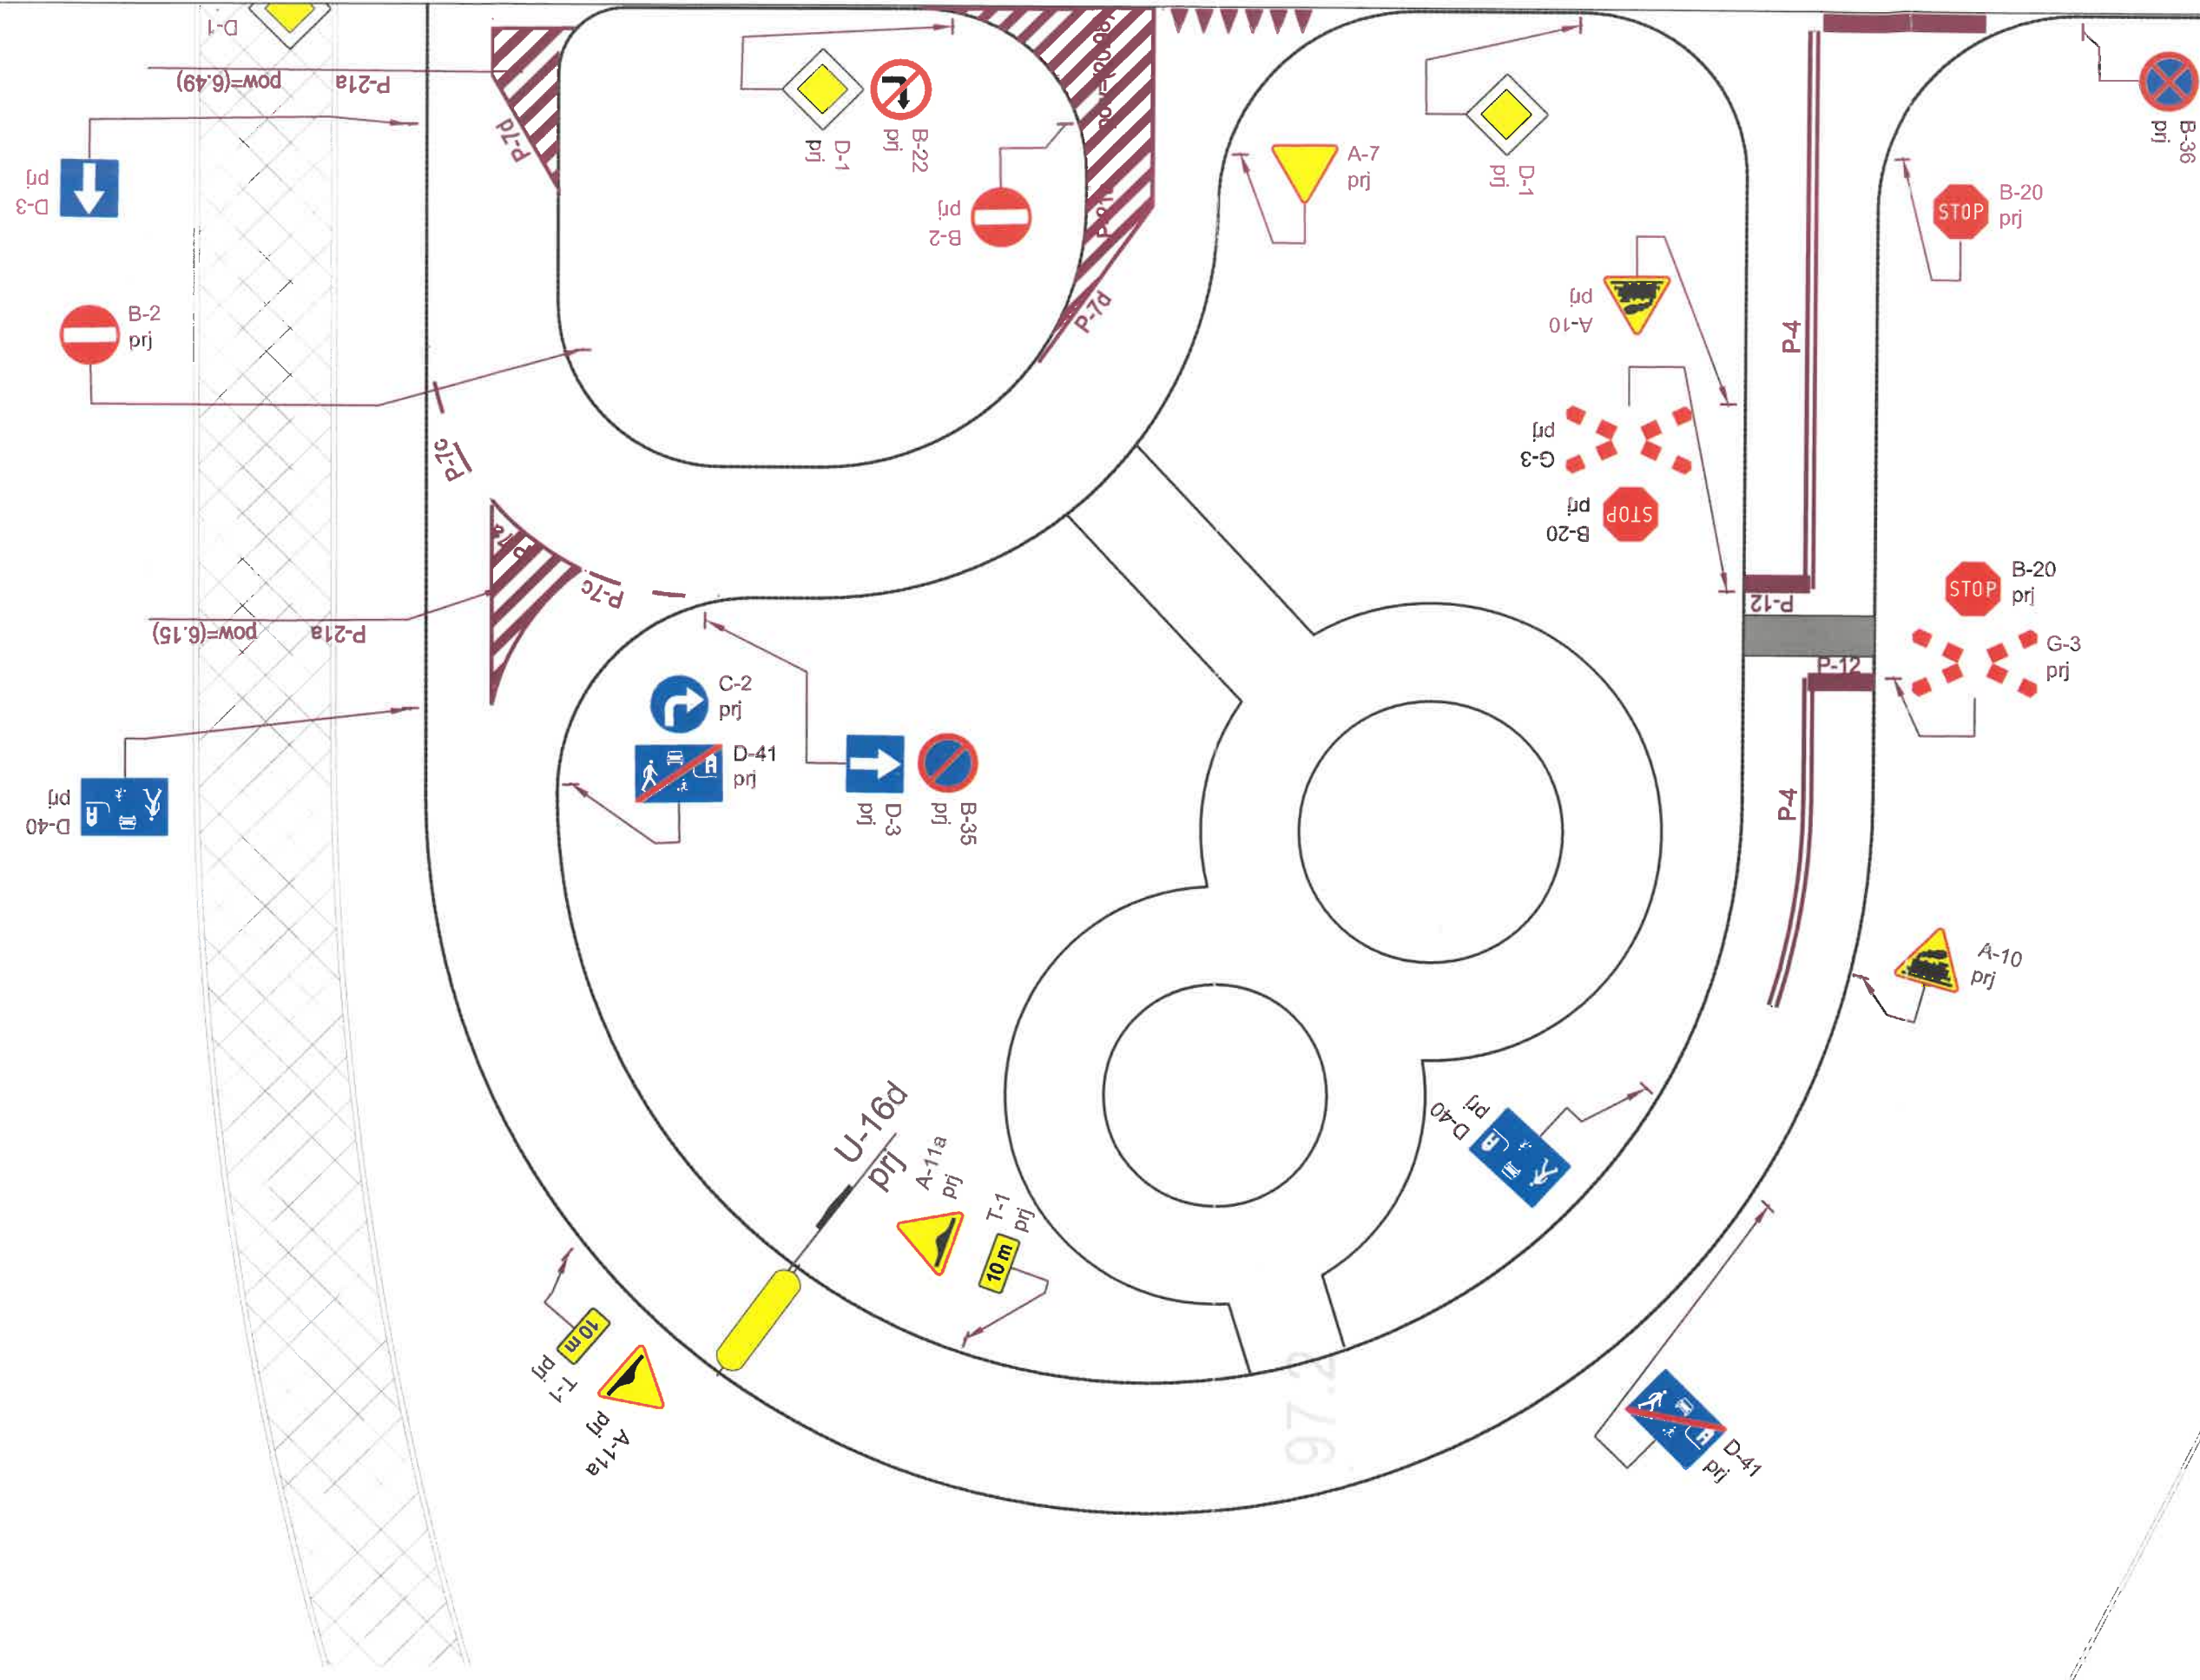 D-1
P-21a pow=(6.49)
P-7d
D-3
prj
B-2
prj
D-1
prj
B-22
prj
B-2
prj
P-7d
A-7
prj
D-1
prj
B-36
prj
STOP
B-20
prj
A-10
prj
P-4
G-3
prj
STOP
B-20
prj
P-12
STOP
B-20
prj
G-3
prj
P-12
P-4
P-7c
P-7c
P-21a pow=(6.15)
C-2
prj
D-41
prj
D-3
prj
B-35
prj
D-40
prj
A-10
prj
D-40
prj
U-16d
prj
A-11a
prj
T-1
prj
10 m
10 m
T-1
prj
A-11a
prj
97.2
D-41
prj